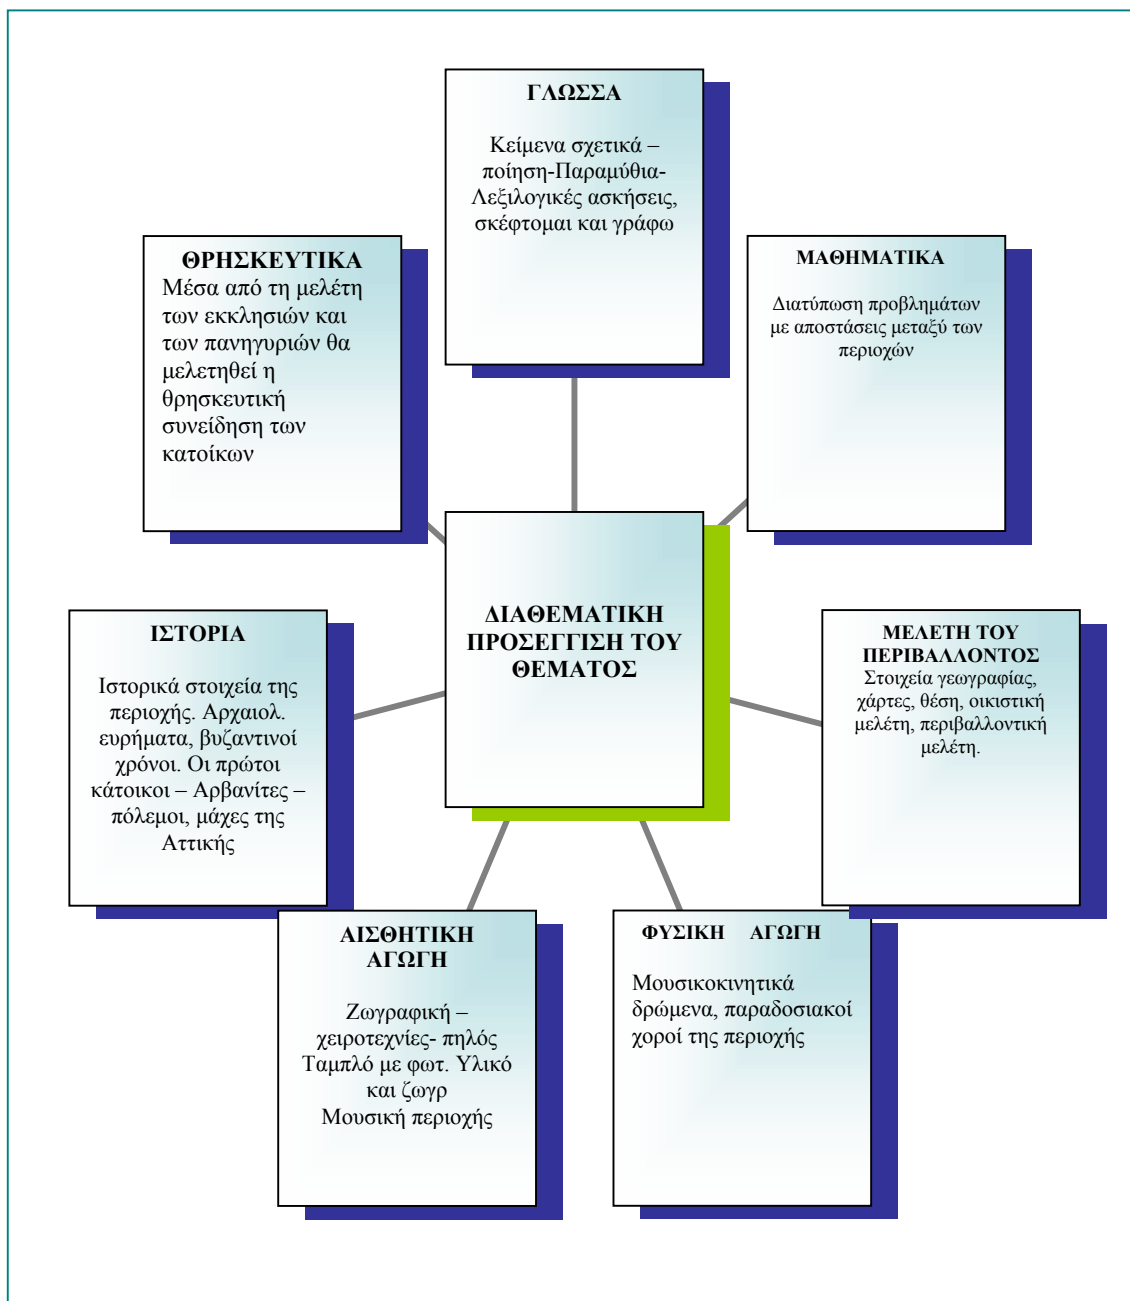 ΓΛΩΣΣΑ
Κείμενα σχετικά –
ποίηση-Παραμύθια-
Λεξιλογικές ασκήσεις,
σκέφτομαι και γράφω
ΘΡΗΣΚΕΥΤΙΚΑ
Μέσα από τη μελέτη
των εκκλησιών και
των πανηγυριών θα
μελετηθεί η
θρησκευτική
συνείδηση των
κατοίκων
ΜΑΘΗΜΑΤΙΚΑ
Διατύπωση προβλημάτων
με αποστάσεις μεταξύ των
περιοχών
ΔΙΑΘΕΜΑΤΙΚΗ
ΠΡΟΣΕΓΓΙΣΗ ΤΟΥ
ΘΕΜΑΤΟΣ
ΙΣΤΟΡΙΑ
Ιστορικά στοιχεία της
περιοχής. Αρχαιολ.
ευρήματα, βυζαντινοί
χρόνοι. Οι πρώτοι
κάτοικοι – Αρβανίτες –
πόλεμοι, μάχες της
Αττικής
ΜΕΛΕΤΗ ΤΟΥ
ΠΕΡΙΒΑΛΛΟΝΤΟΣ
Στοιχεία γεωγραφίας,
χάρτες, θέση, οικιστική
μελέτη, περιβαλλοντική
μελέτη.
ΑΙΣΘΗΤΙΚΗ
ΑΓΩΓΗ
Ζωγραφική –
χειροτεχνίες- πηλός
Ταμπλό με φωτ. Υλικό
και ζωγρ
Μουσική περιοχής
ΦΥΣΙΚΗ ΑΓΩΓΗ
Μουσικοκινητικά
δρώμενα, παραδοσιακοί
χοροί της περιοχής